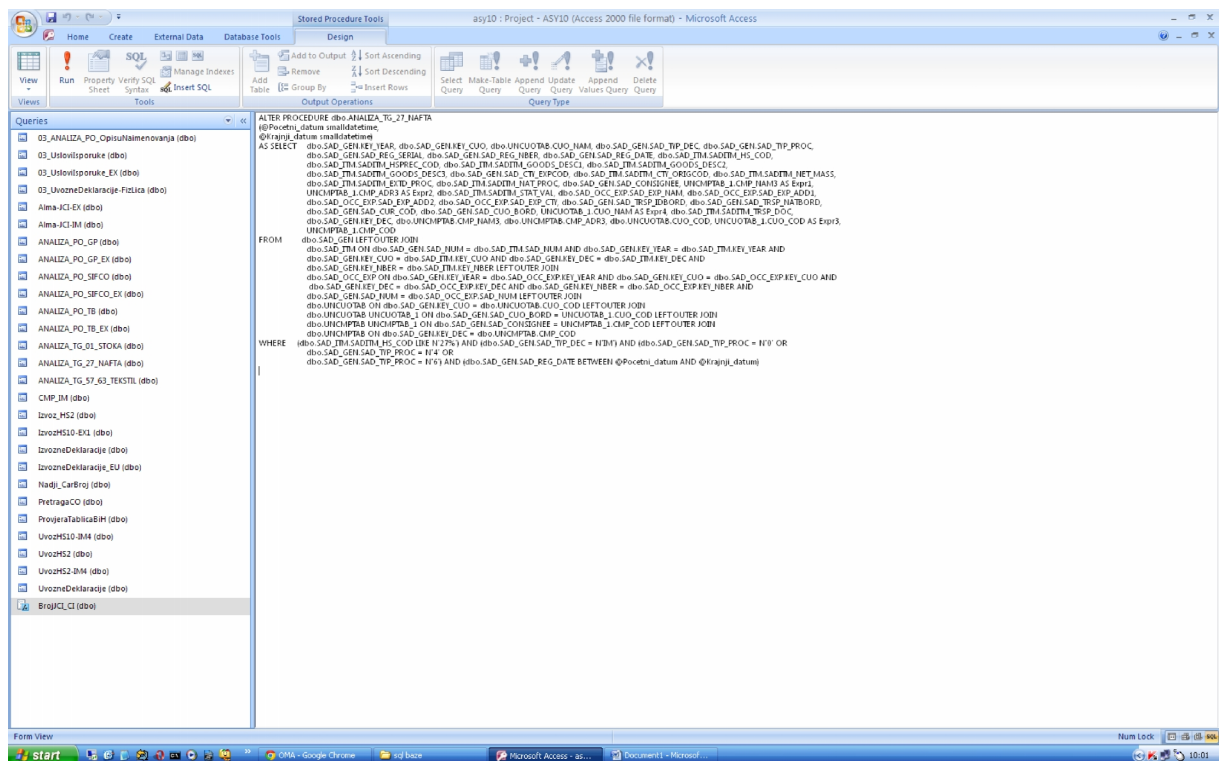 Stored Procedure Tools
asy10 : Project - ASY10 (Access 2000 file format) - Microsoft Access
Home Create External Data Database Tools Design
View
Run
Property Sheet
Verify SQL Syntax
SQL
Manage Indexes
Insert SQL
Add Table
Add to Output
Remove
Group By
Sort Ascending
Sort Descending
Insert Rows
Select Query
Make-Table Query
Append Query
Update Query
Append Values Query
Delete Query
Views Tools Output Operations Query Type
Queries
03_ANALIZA_PO_OpisuNaimenovanja (dbo)
03_UsloviIsporuke (dbo)
03_UsloviIsporuke_EX (dbo)
03_UvozneDeklaracije-FizLica (dbo)
Alma-JCI-EX (dbo)
Alma-JCI-IM (dbo)
ANALIZA_PO_GP (dbo)
ANALIZA_PO_GP_EX (dbo)
ANALIZA_PO_SIFCO (dbo)
ANALIZA_PO_SIFCO_EX (dbo)
ANALIZA_PO_TB (dbo)
ANALIZA_PO_TB_EX (dbo)
ANALIZA_TG_01_STOKA (dbo)
ANALIZA_TG_27_NAFTA (dbo)
ANALIZA_TG_57_63_TEKSTIL (dbo)
CMP_IM (dbo)
Izvoz_HS2 (dbo)
IzvozHS10-EX1 (dbo)
IzvozneDeklaracije (dbo)
IzvozneDeklaracije_EU (dbo)
Nadji_CarBroj (dbo)
PretragaCO (dbo)
ProvjeraTablicaBiH (dbo)
UvozHS10-IM4 (dbo)
UvozHS2 (dbo)
UvozHS2-IM4 (dbo)
UvozneDeklaracije (dbo)
BrojJCI_CI (dbo)
ALTER PROCEDURE dbo.ANALIZA_TG_27_NAFTA
(@Pocetni_datum smalldatetime,
@Krajnji_datum smalldatetime)
AS SELECT dbo.SAD_GEN.KEY_YEAR, dbo.SAD_GEN.KEY_CUO, dbo.UNCUOTAB.CUO_NAM, dbo.SAD_GEN.SAD_TYP_DEC, dbo.SAD_GEN.SAD_TYP_PROC,
dbo.SAD_GEN.SAD_REG_SERIAL, dbo.SAD_GEN.SAD_REG_NBER, dbo.SAD_GEN.SAD_REG_DATE, dbo.SAD_ITM.SADITM_HS_COD,
dbo.SAD_ITM.SADITM_HSPREC_COD, dbo.SAD_ITM.SADITM_GOODS_DESC1, dbo.SAD_ITM.SADITM_GOODS_DESC2,
dbo.SAD_ITM.SADITM_GOODS_DESC3, dbo.SAD_GEN.SAD_CTY_EXPCOD, dbo.SAD_ITM.SADITM_CTY_ORIGCOD, dbo.SAD_ITM.SADITM_NET_MASS,
dbo.SAD_ITM.SADITM_EXTD_PROC, dbo.SAD_ITM.SADITM_NAT_PROC, dbo.SAD_GEN.SAD_CONSIGNEE, UNCMPTAB_1.CMP_NAM3 AS Expr1,
UNCMPTAB_1.CMP_ADR3 AS Expr2, dbo.SAD_ITM.SADITM_STAT_VAL, dbo.SAD_OCC_EXP.SAD_EXP_NAM, dbo.SAD_OCC_EXP.SAD_EXP_ADD1,
dbo.SAD_OCC_EXP.SAD_EXP_ADD2, dbo.SAD_OCC_EXP.SAD_EXP_CTY, dbo.SAD_GEN.SAD_TRSP_IDBORD, dbo.SAD_GEN.SAD_TRSP_NATBORD,
dbo.SAD_GEN.SAD_CUR_COD, dbo.SAD_GEN.SAD_CUO_BORD, UNCUOTAB_1.CUO_NAM AS Expr4, dbo.SAD_ITM.SADITM_TRSP_DOC,
dbo.SAD_GEN.KEY_DEC, dbo.UNCMPTAB.CMP_NAM3, dbo.UNCMPTAB.CMP_ADR3, dbo.UNCUOTAB.CUO_COD, UNCUOTAB_1.CUO_COD AS Expr3,
UNCMPTAB_1.CMP_COD
FROM dbo.SAD_GEN LEFT OUTER JOIN
dbo.SAD_ITM ON dbo.SAD_GEN.SAD_NUM = dbo.SAD_ITM.SAD_NUM AND dbo.SAD_GEN.KEY_YEAR = dbo.SAD_ITM.KEY_YEAR AND
dbo.SAD_GEN.KEY_CUO = dbo.SAD_ITM.KEY_CUO AND dbo.SAD_GEN.KEY_DEC = dbo.SAD_ITM.KEY_DEC AND
dbo.SAD_GEN.KEY_NBER = dbo.SAD_ITM.KEY_NBER LEFT OUTER JOIN
dbo.SAD_OCC_EXP ON dbo.SAD_GEN.KEY_YEAR = dbo.SAD_OCC_EXP.KEY_YEAR AND dbo.SAD_GEN.KEY_CUO = dbo.SAD_OCC_EXP.KEY_CUO AND
dbo.SAD_GEN.KEY_DEC = dbo.SAD_OCC_EXP.KEY_DEC AND dbo.SAD_GEN.KEY_NBER = dbo.SAD_OCC_EXP.KEY_NBER AND
dbo.SAD_GEN.SAD_NUM = dbo.SAD_OCC_EXP.SAD_NUM LEFT OUTER JOIN
dbo.UNCUOTAB ON dbo.SAD_GEN.KEY_CUO = dbo.UNCUOTAB.CUO_COD LEFT OUTER JOIN
dbo.UNCUOTAB UNCUOTAB_1 ON dbo.SAD_GEN.SAD_CUO_BORD = UNCUOTAB_1.CUO_COD LEFT OUTER JOIN
dbo.UNCMPTAB UNCMPTAB_1 ON dbo.SAD_GEN.SAD_CONSIGNEE = UNCMPTAB_1.CMP_COD LEFT OUTER JOIN
dbo.UNCMPTAB ON dbo.SAD_GEN.KEY_DEC = dbo.UNCMPTAB.CMP_COD
WHERE (dbo.SAD_ITM.SADITM_HS_COD LIKE N'27%') AND (dbo.SAD_GEN.SAD_TYP_DEC = N'IM') AND (dbo.SAD_GEN.SAD_TYP_PROC = N'0' OR
dbo.SAD_GEN.SAD_TYP_PROC = N'4' OR
dbo.SAD_GEN.SAD_TYP_PROC = N'6') AND (dbo.SAD_GEN.SAD_REG_DATE BETWEEN @Pocetni_datum AND @Krajnji_datum)
Form View
Num Lock
SQL
start
OMA - Google Chrome
sql baze
Microsoft Access - as...
Document1 - Microsof...
10:01